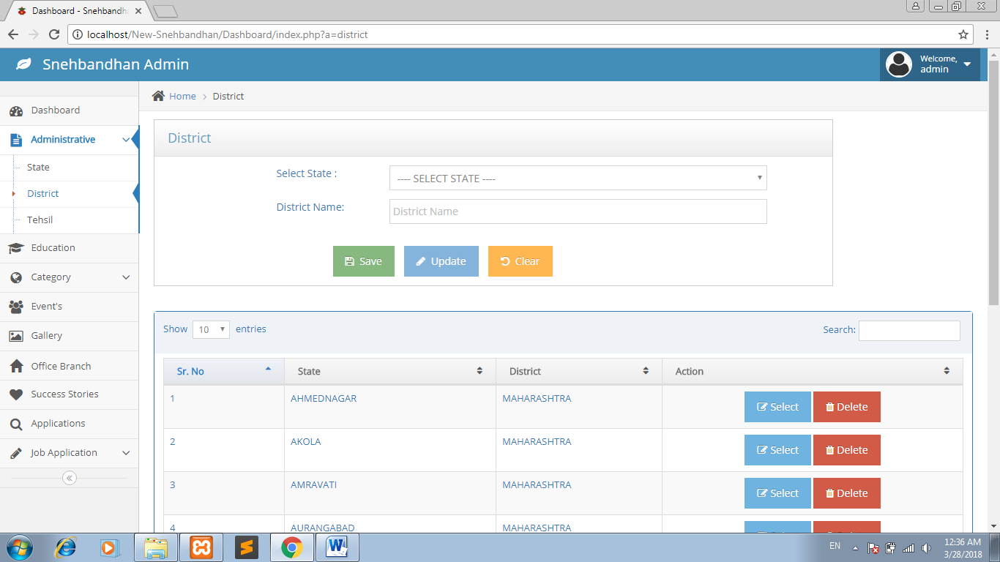 Dashboard - Snehbandh
localhost/New-Snehbandhan/Dashboard/index.php?a=district
Snehbandhan Admin
Welcome,
admin
Home > District
Dashboard
Administrative
State
District
Tehsil
Education
Category
Event's
Gallery
Office Branch
Success Stories
Applications
Job Application
District
Select State :
---- SELECT STATE ----
District Name:
District Name
Save Update Clear
Show 10 entries Search:
Sr. No State District Action
1 AHMEDNAGAR MAHARASHTRA Select Delete
2 AKOLA MAHARASHTRA Select Delete
3 AMRAVATI MAHARASHTRA Select Delete
4 AURANGABAD MAHARASHTRA
EN 12:36 AM
3/28/2018